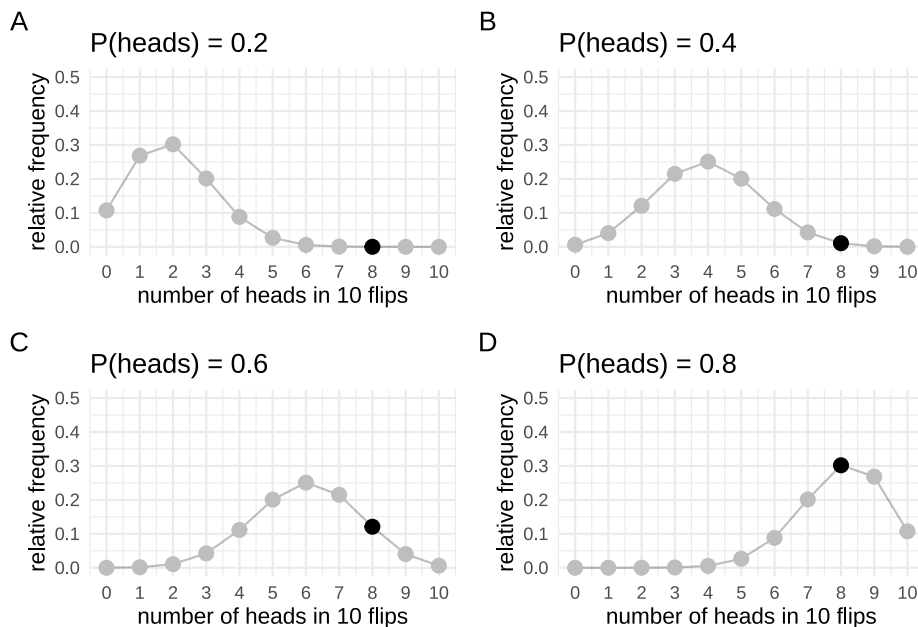 A
P(heads) = 0.2
relative frequency
0.5
0.4
0.3
0.2
0.1
0.0
0 1 2 3 4 5 6 7 8 9 10
number of heads in 10 flips
B
P(heads) = 0.4
relative frequency
0.5
0.4
0.3
0.2
0.1
0.0
0 1 2 3 4 5 6 7 8 9 10
number of heads in 10 flips
C
P(heads) = 0.6
relative frequency
0.5
0.4
0.3
0.2
0.1
0.0
0 1 2 3 4 5 6 7 8 9 10
number of heads in 10 flips
D
P(heads) = 0.8
relative frequency
0.5
0.4
0.3
0.2
0.1
0.0
0 1 2 3 4 5 6 7 8 9 10
number of heads in 10 flips